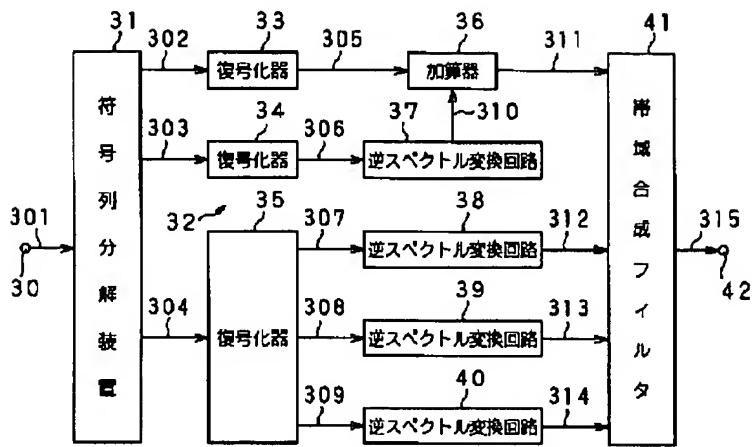 31
302
33
305
36
311
41
復号化器
加算器
34
37
310
303
306
復号化器
逆スペクトル変換回路
符号列分解装置
301
30
32
35
307
38
312
逆スペクトル変換回路
304
復号化器
308
39
313
逆スペクトル変換回路
309
40
314
逆スペクトル変換回路
帯域合成フィルタ
315
42